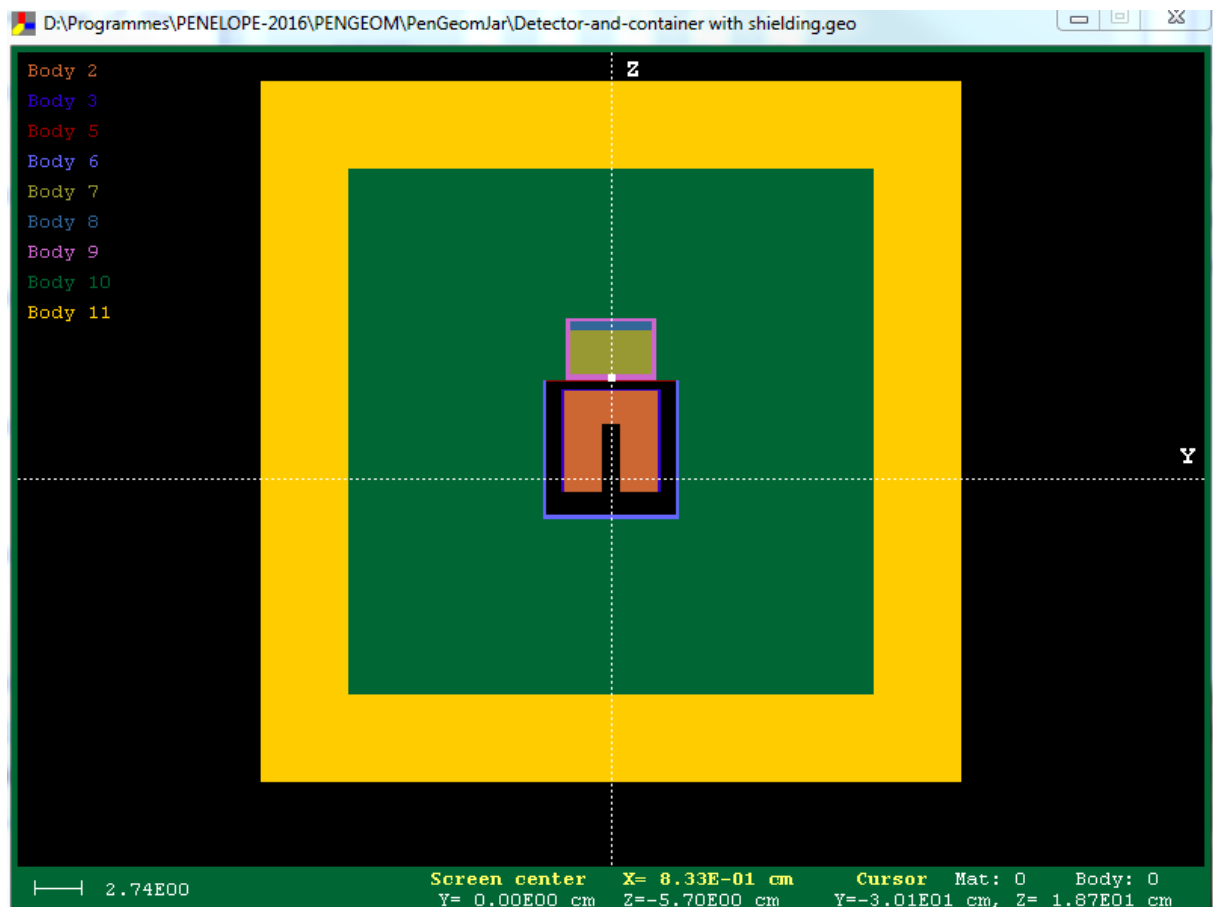 D:\Programmes\PENELOPE-2016\PENGEOM\PenGeomJar\Detector-and-container with shielding.geo
Z
Body 2
Body 3
Body 5
Body 6
Body 7
Body 8
Body 9
Body 10
Body 11
Y
Screen center X= 8.33E-01 cm Cursor Mat: 0 Body: 0
2.74E00
Y= 0.00E00 cm Z=-5.70E00 cm Y=-3.01E01 cm, Z= 1.87E01 cm